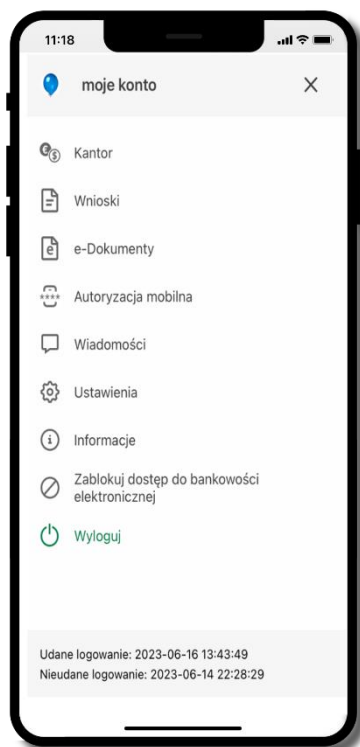 11:18
moje konto
Kantor
Wnioski
e-Dokumenty
Autoryzacja mobilna
Wiadomości
Ustawienia
Informacje
Zablokuj dostęp do bankowości
elektronicznej
Wyloguj
Udane logowanie: 2023-06-16 13:43:49
Nieudane logowanie: 2023-06-14 22:28:29